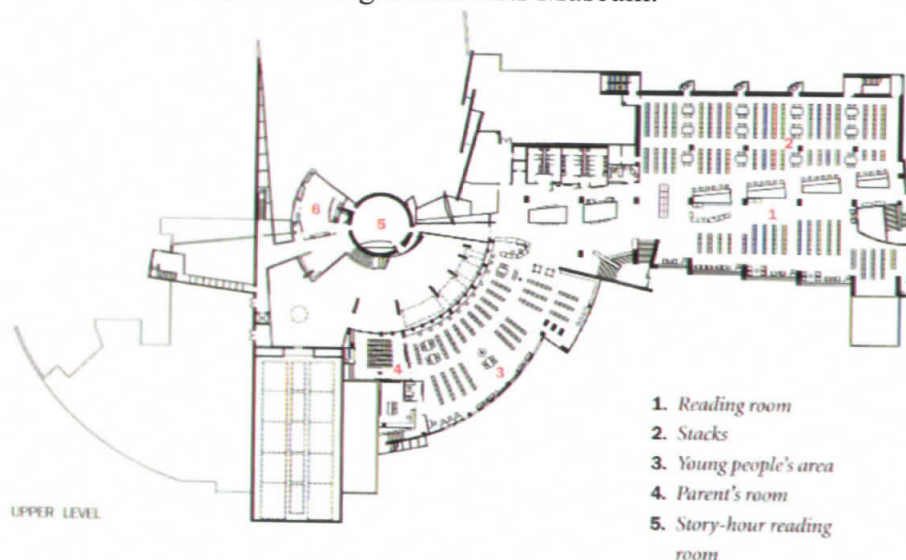 Museum.
2
6
5
1
4
3
1. Reading room
2. Stacks
3. Young people's area
4. Parent's room
5. Story-hour reading
room
UPPER LEVEL